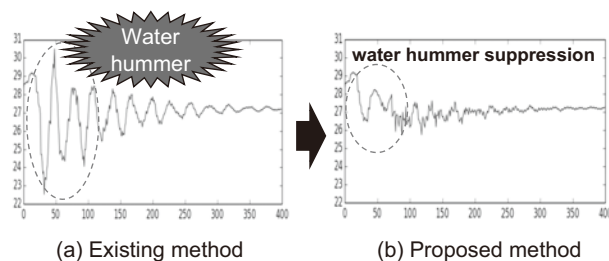 Water
hummer
31
30
29
28
27
26
25
24
23
22
0 50 100 150 200 250 300 350 400
(a) Existing method
water hummer suppression
31
30
29
28
27
26
25
24
23
22
0 50 100 150 200 250 300 350 400
(b) Proposed method